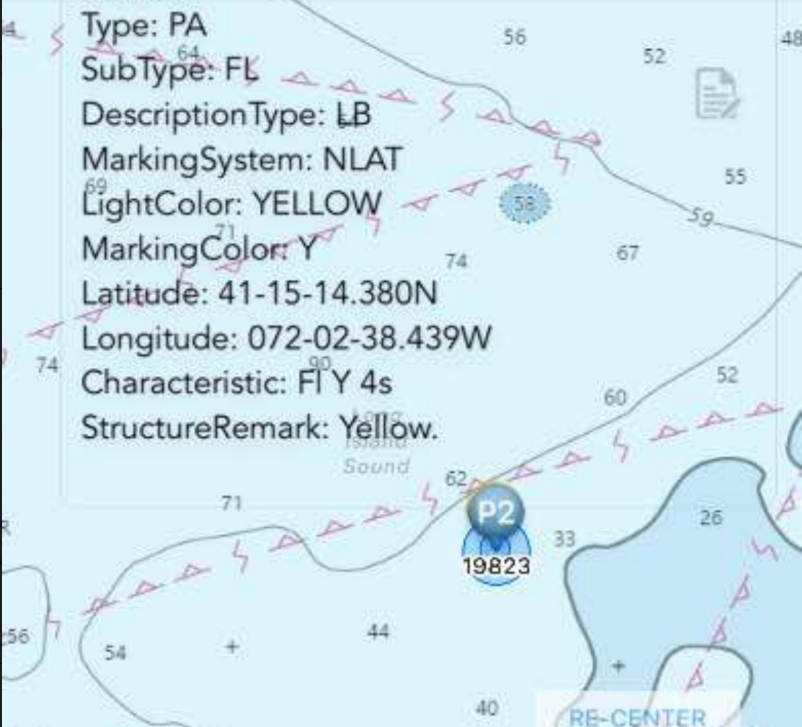 56
52
48
Type: PA
64
SubType: FL
DescriptionType: LB
MarkingSystem: NLAT
55
69
LightColor: YELLOW
58
59
71
MarkingColor: Y
74
67
Latitude: 41-15-14.380N
Longitude: 072-02-38.439W
74
90
Characteristic: Fl Y 4s
52
60
StructureRemark: Yellow.
Island
Sound
62
71
P2
26
33
19823
56
44
54
40
RE-CENTER